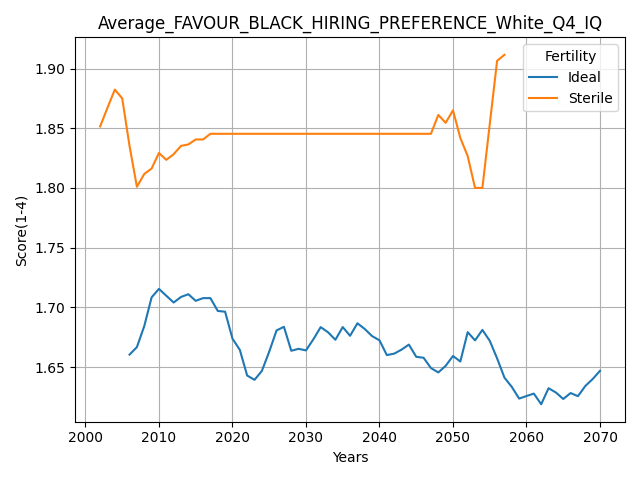 Average_FAVOUR_BLACK_HIRING_PREFERENCE_White_Q4_IQ
Fertility
Ideal
Sterile
Score(1-4)
1.90
1.85
1.80
1.75
1.70
1.65
2000 2010 2020 2030 2040 2050 2060 2070
Years